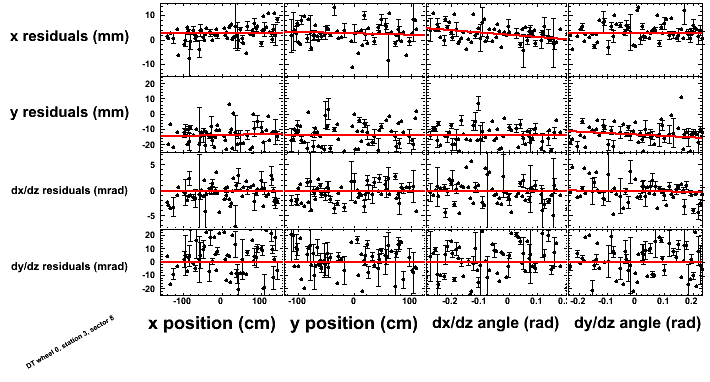 x residuals (mm)
10
0
-10
y residuals (mm)
20
10
0
-10
-20
dx/dz residuals (mrad)
5
0
-5
dy/dz residuals (mrad)
20
10
0
-10
-20
-100 0 100 -100 0 100 -0.2 -0.1 0 0.1 0. -0.2 -0.1 0 0.1 0.2
x position (cm) y position (cm) dx/dz angle (rad) dy/dz angle (rad)
DT wheel 0, station 3, sector 8